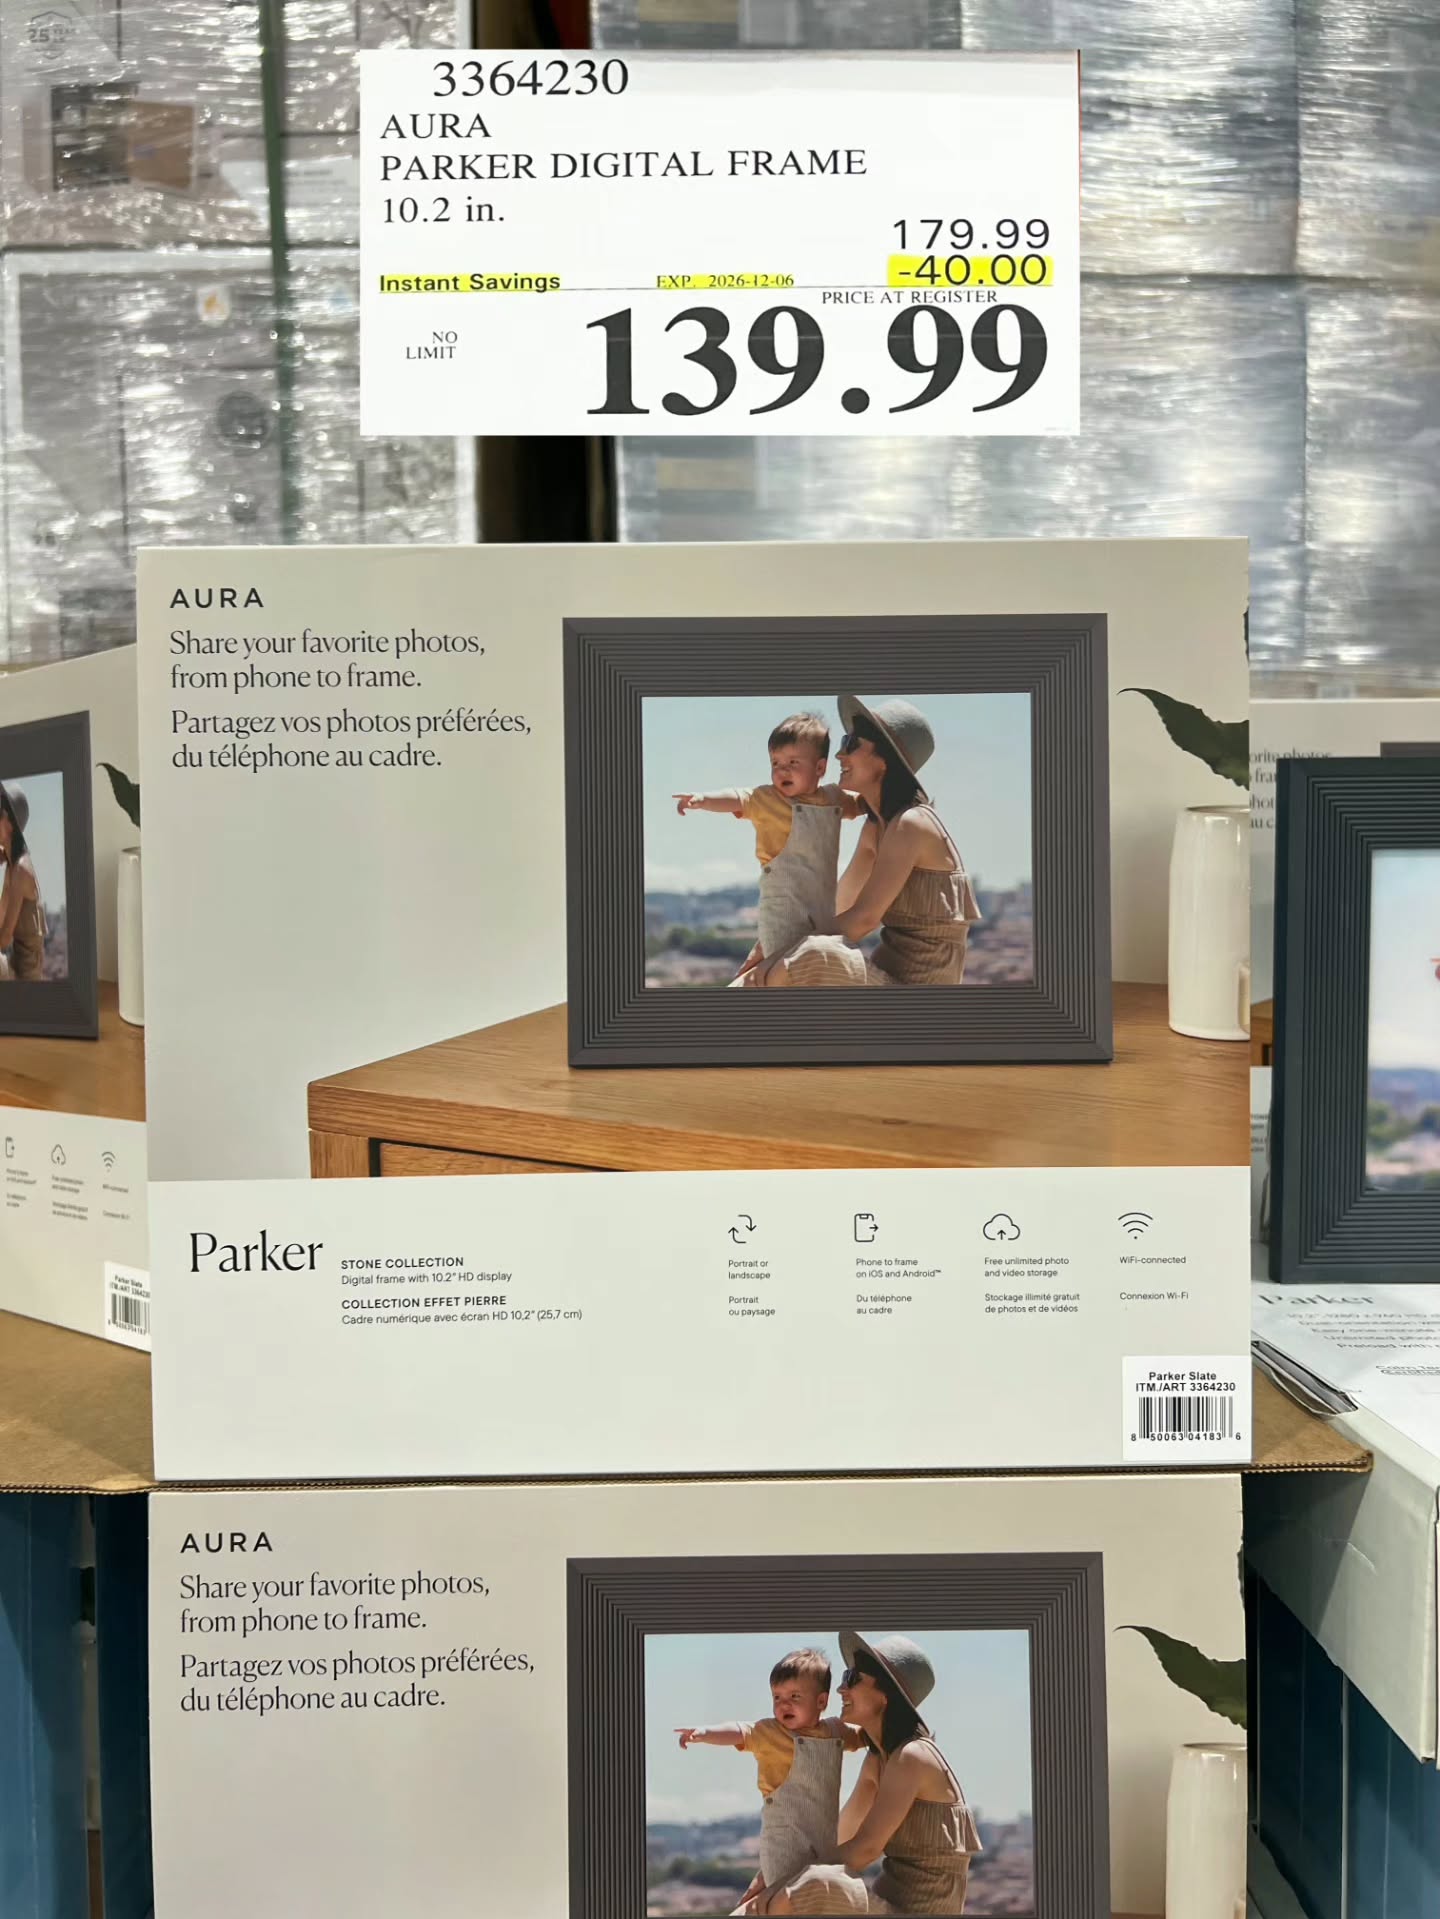 3364230
AURA
PARKER DIGITAL FRAME
10.2 in.
179.99
Instant Savings EXP. 2026-12-06 -40.00
PRICE AT REGISTER
NO
LIMIT
139.99
AURA
Share your favorite photos,
from phone to frame.
Partagez vos photos préférées,
du téléphone au cadre.
Parker
STONE COLLECTION
Digital frame with 10.2" HD display
COLLECTION EFFET PIERRE
Cadre numérique avec écran HD 10,2" (25,7 cm)
Portrait or
landscape
Portrait
ou paysage
Phone to frame
on iOS and Android™
Du téléphone
au cadre
Free unlimited photo
and video storage
Stockage illimité gratuit
de photos et de vidéos
WiFi-connected
Connexion Wi-Fi
Parker Slate
ITM./ART 3364230
8 50063 04183 6
AURA
Share your favorite photos,
from phone to frame.
Partagez vos photos préférées,
du téléphone au cadre.
Parker Slate
Parker